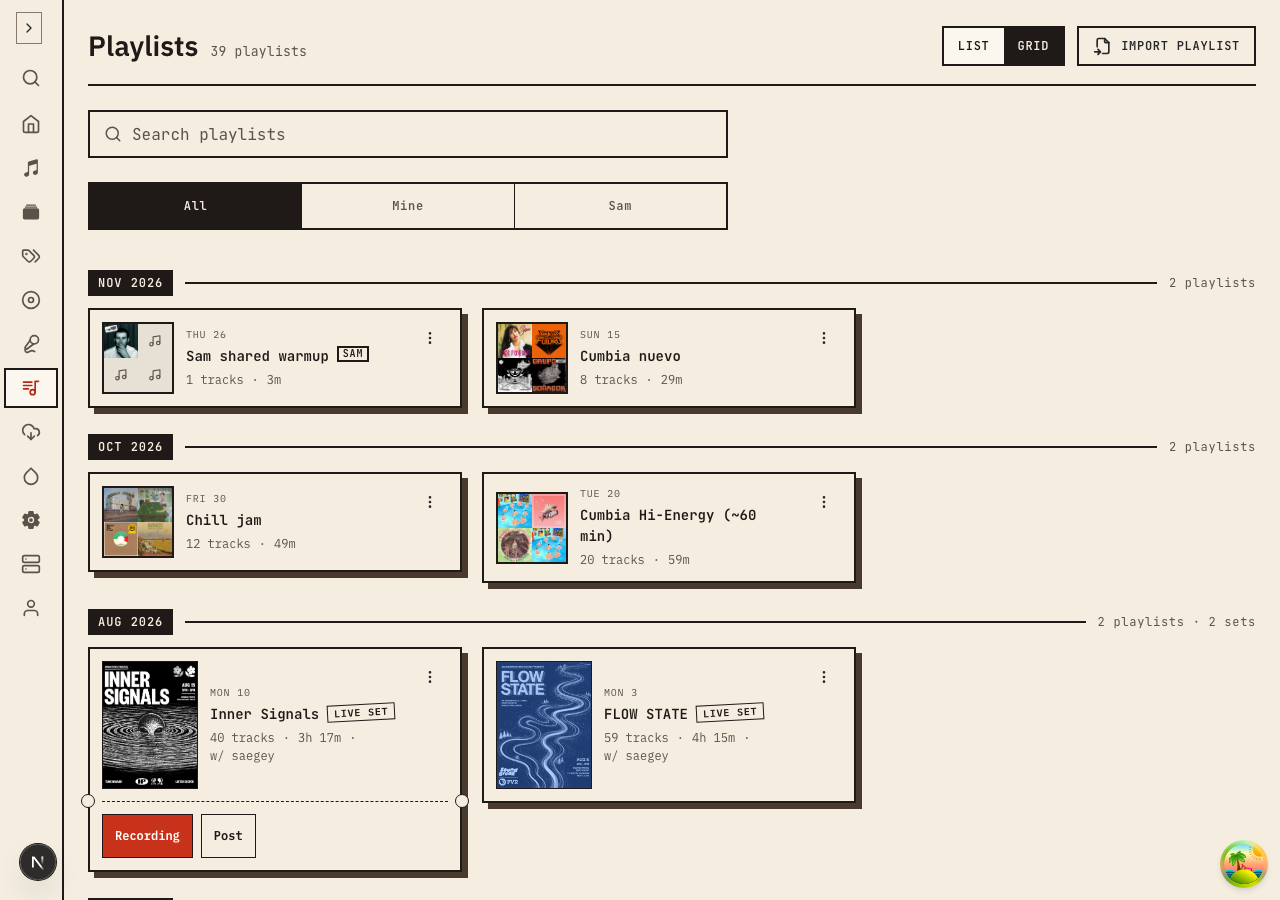 Playlists 39 playlists
LIST GRID IMPORT PLAYLIST
Search playlists
All Mine Sam
NOV 2026 2 playlists
THU 26
Sam shared warmup SAM
1 tracks · 3m
SUN 15
Cumbia nuevo
8 tracks · 29m
OCT 2026 2 playlists
FRI 30
Chill jam
12 tracks · 49m
TUE 20
Cumbia Hi-Energy (~60
min)
20 tracks · 59m
AUG 2026 2 playlists · 2 sets
INNER
SIGNALS
AUG 15
MON 10
Inner Signals LIVE SET
40 tracks · 3h 17m ·
w/ saegey
Recording Post
FLOW
STATE
MON 3
FLOW STATE LIVE SET
59 tracks · 4h 15m ·
w/ saegey
N